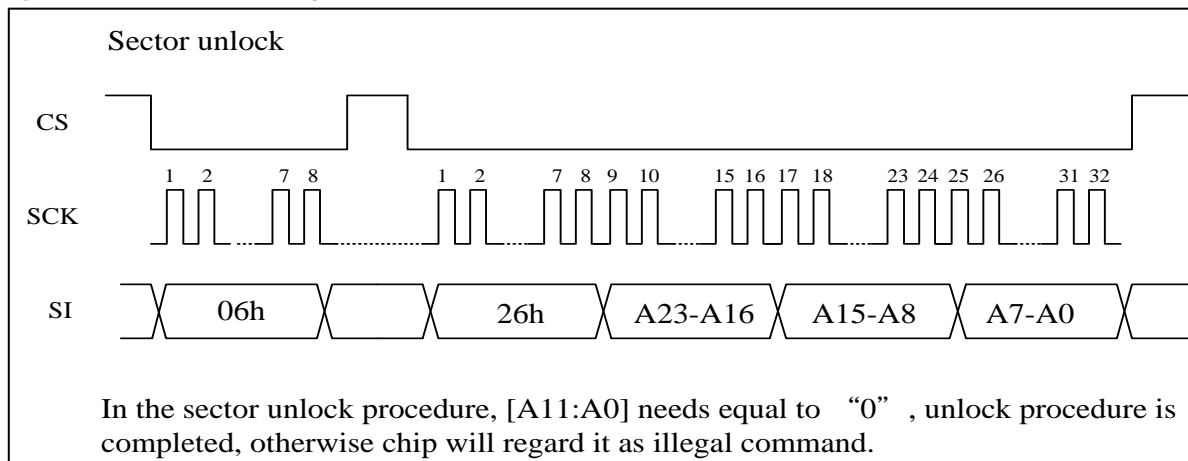 Sector unlock
CS
1 2 7 8 1 2 7 8 9 10 15 16 17 18 23 24 25 26 31 32
SCK
SI 06h 26h A23-A16 A15-A8 A7-A0
In the sector unlock procedure, [A11:A0] needs equal to “0” , unlock procedure is
completed, otherwise chip will regard it as illegal command.